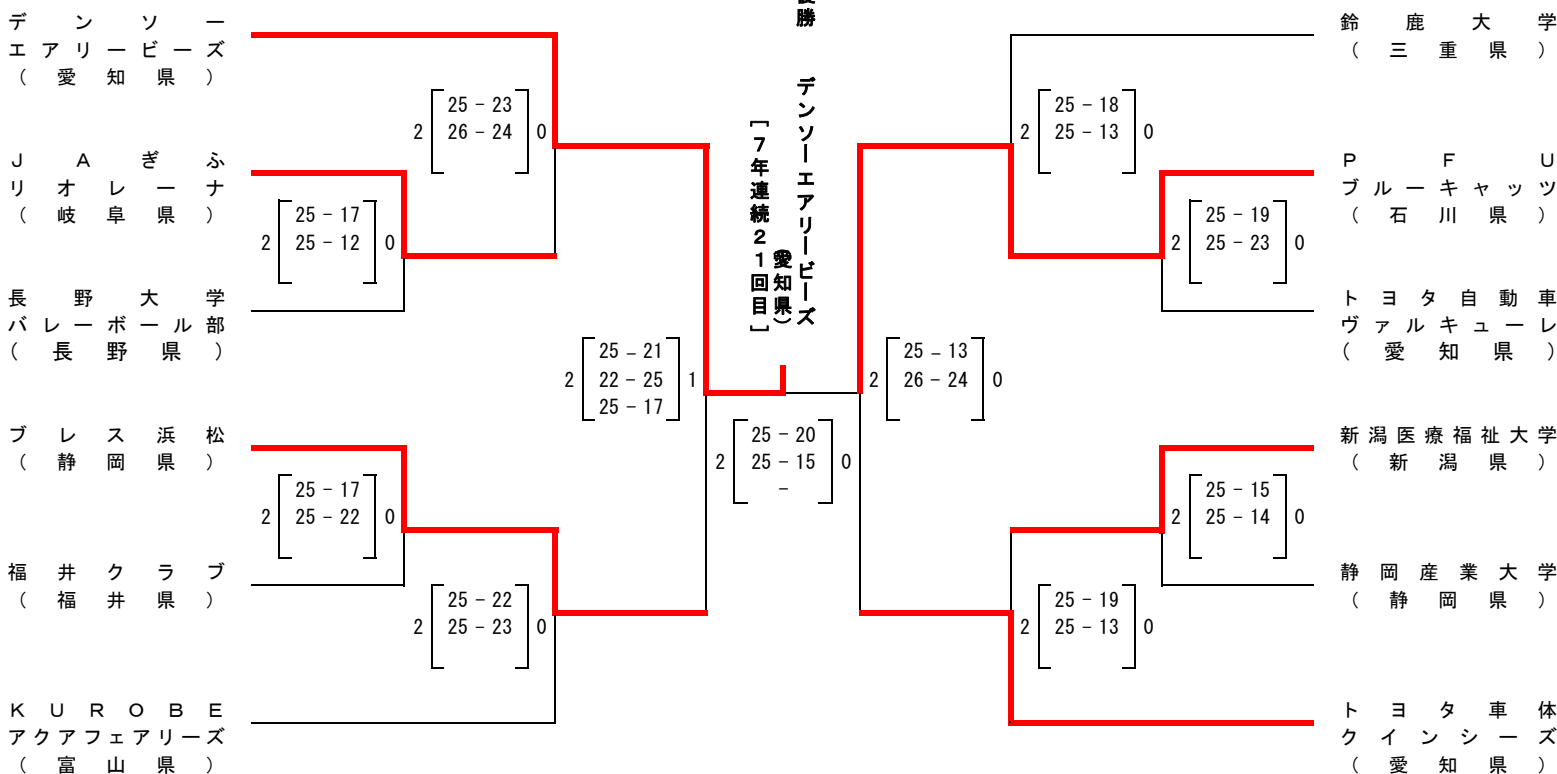 デンソー
エアリービーズ
（愛知県）
JAぎふ
リオレーナ
（岐阜県）
長野大学
バレーボール部
（長野県）
ブレス浜松
（静岡県）
福井クラブ
（福井県）
KUROBE
アクアフェアリーズ
（富山県）
25 - 23
2 26 - 24 0
25 - 17
2 25 - 12 0
25 - 21
2 22 - 25 1
25 - 17
25 - 17
2 25 - 22 0
25 - 22
2 25 - 23 0
勝 デンソーエアリービーズ
（愛知県）
［7年連続21回目］
25 - 20
2 25 - 15 0
-
25 - 18
2 25 - 13 0
25 - 19
2 25 - 23 0
25 - 13
2 26 - 24 0
25 - 15
2 25 - 14 0
25 - 19
2 25 - 13 0
鈴鹿大学
（三重県）
PFU
ブルーキャッツ
（石川県）
トヨタ自動車
ヴァルキューレ
（愛知県）
新潟医療福祉大学
（新潟県）
静岡産業大学
（静岡県）
トヨタ車体
クインシーズ
（愛知県）